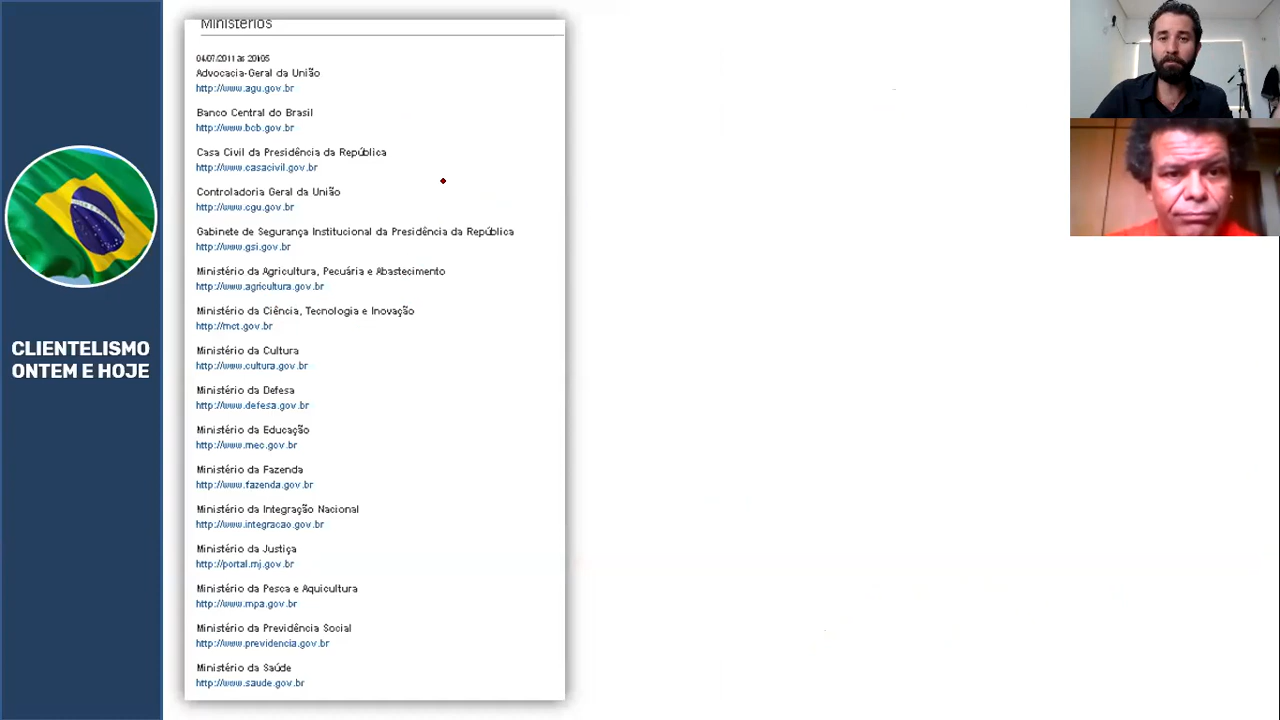 CLIENTELISMO
ONTEM E HOJE
Ministérios
04/07/2011 às 20h05
Advocacia-Geral da União
http://www.agu.gov.br
Banco Central do Brasil
http://www.bcb.gov.br
Casa Civil da Presidência da República
http://www.casacivil.gov.br
Controladoria Geral da União
http://www.cgu.gov.br
Gabinete de Segurança Institucional da Presidência da República
http://www.gsi.gov.br
Ministério da Agricultura, Pecuária e Abastecimento
http://www.agricultura.gov.br
Ministério da Ciência, Tecnologia e Inovação
http://mct.gov.br
Ministério da Cultura
http://www.cultura.gov.br
Ministério da Defesa
http://www.defesa.gov.br
Ministério da Educação
http://www.mec.gov.br
Ministério da Fazenda
http://www.fazenda.gov.br
Ministério da Integração Nacional
http://www.integracao.gov.br
Ministério da Justiça
http://portal.mj.gov.br
Ministério da Pesca e Aquicultura
http://www.mpa.gov.br
Ministério da Previdência Social
http://www.previdencia.gov.br
Ministério da Saúde
http://www.saude.gov.br